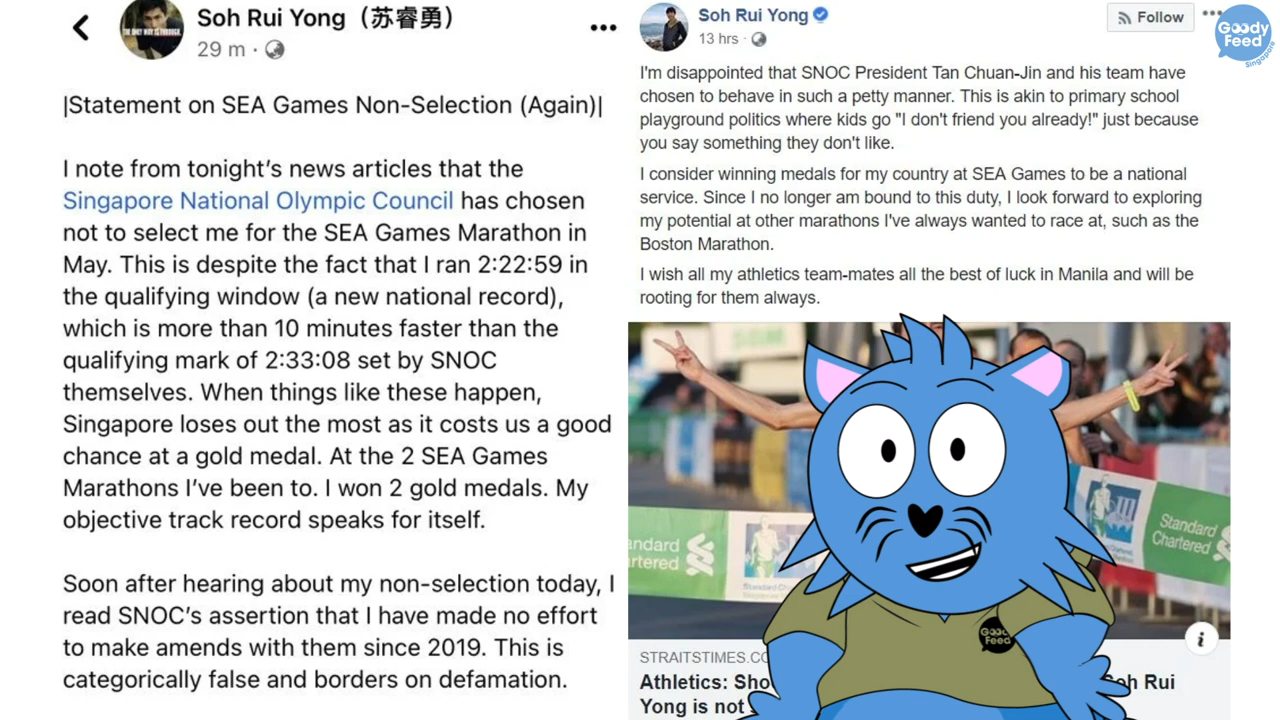 Soh Rui Yong（苏睿勇）
29 m ·
|Statement on SEA Games Non-Selection (Again)|
I note from tonight's news articles that the
Singapore National Olympic Council has chosen
not to select me for the SEA Games Marathon in
May. This is despite the fact that I ran 2:22:59 in
the qualifying window (a new national record),
which is more than 10 minutes faster than the
qualifying mark of 2:33:08 set by SNOC
themselves. When things like these happen,
Singapore loses out the most as it costs us a good
chance at a gold medal. At the 2 SEA Games
Marathons I've been to. I won 2 gold medals. My
objective track record speaks for itself.
Soon after hearing about my non-selection today, I
read SNOC's assertion that I have made no effort
to make amends with them since 2019. This is
categorically false and borders on defamation.
Soh Rui Yong
13 hrs ·
Follow
I'm disappointed that SNOC President Tan Chuan-Jin and his team have
chosen to behave in such a petty manner. This is akin to primary school
playground politics where kids go "I don't friend you already!" just because
you say something they don't like.
I consider winning medals for my country at SEA Games to be a national
service. Since I no longer am bound to this duty, I look forward to exploring
my potential at other marathons I've always wanted to race at, such as the
Boston Marathon.
I wish all my athletics team-mates all the best of luck in Manila and will be
rooting for them always.
Standard
Chartered
STRAITSTIMES.CO
Athletics: Sho
Soh Rui
Yong is not
Goody
Feed
Singapore